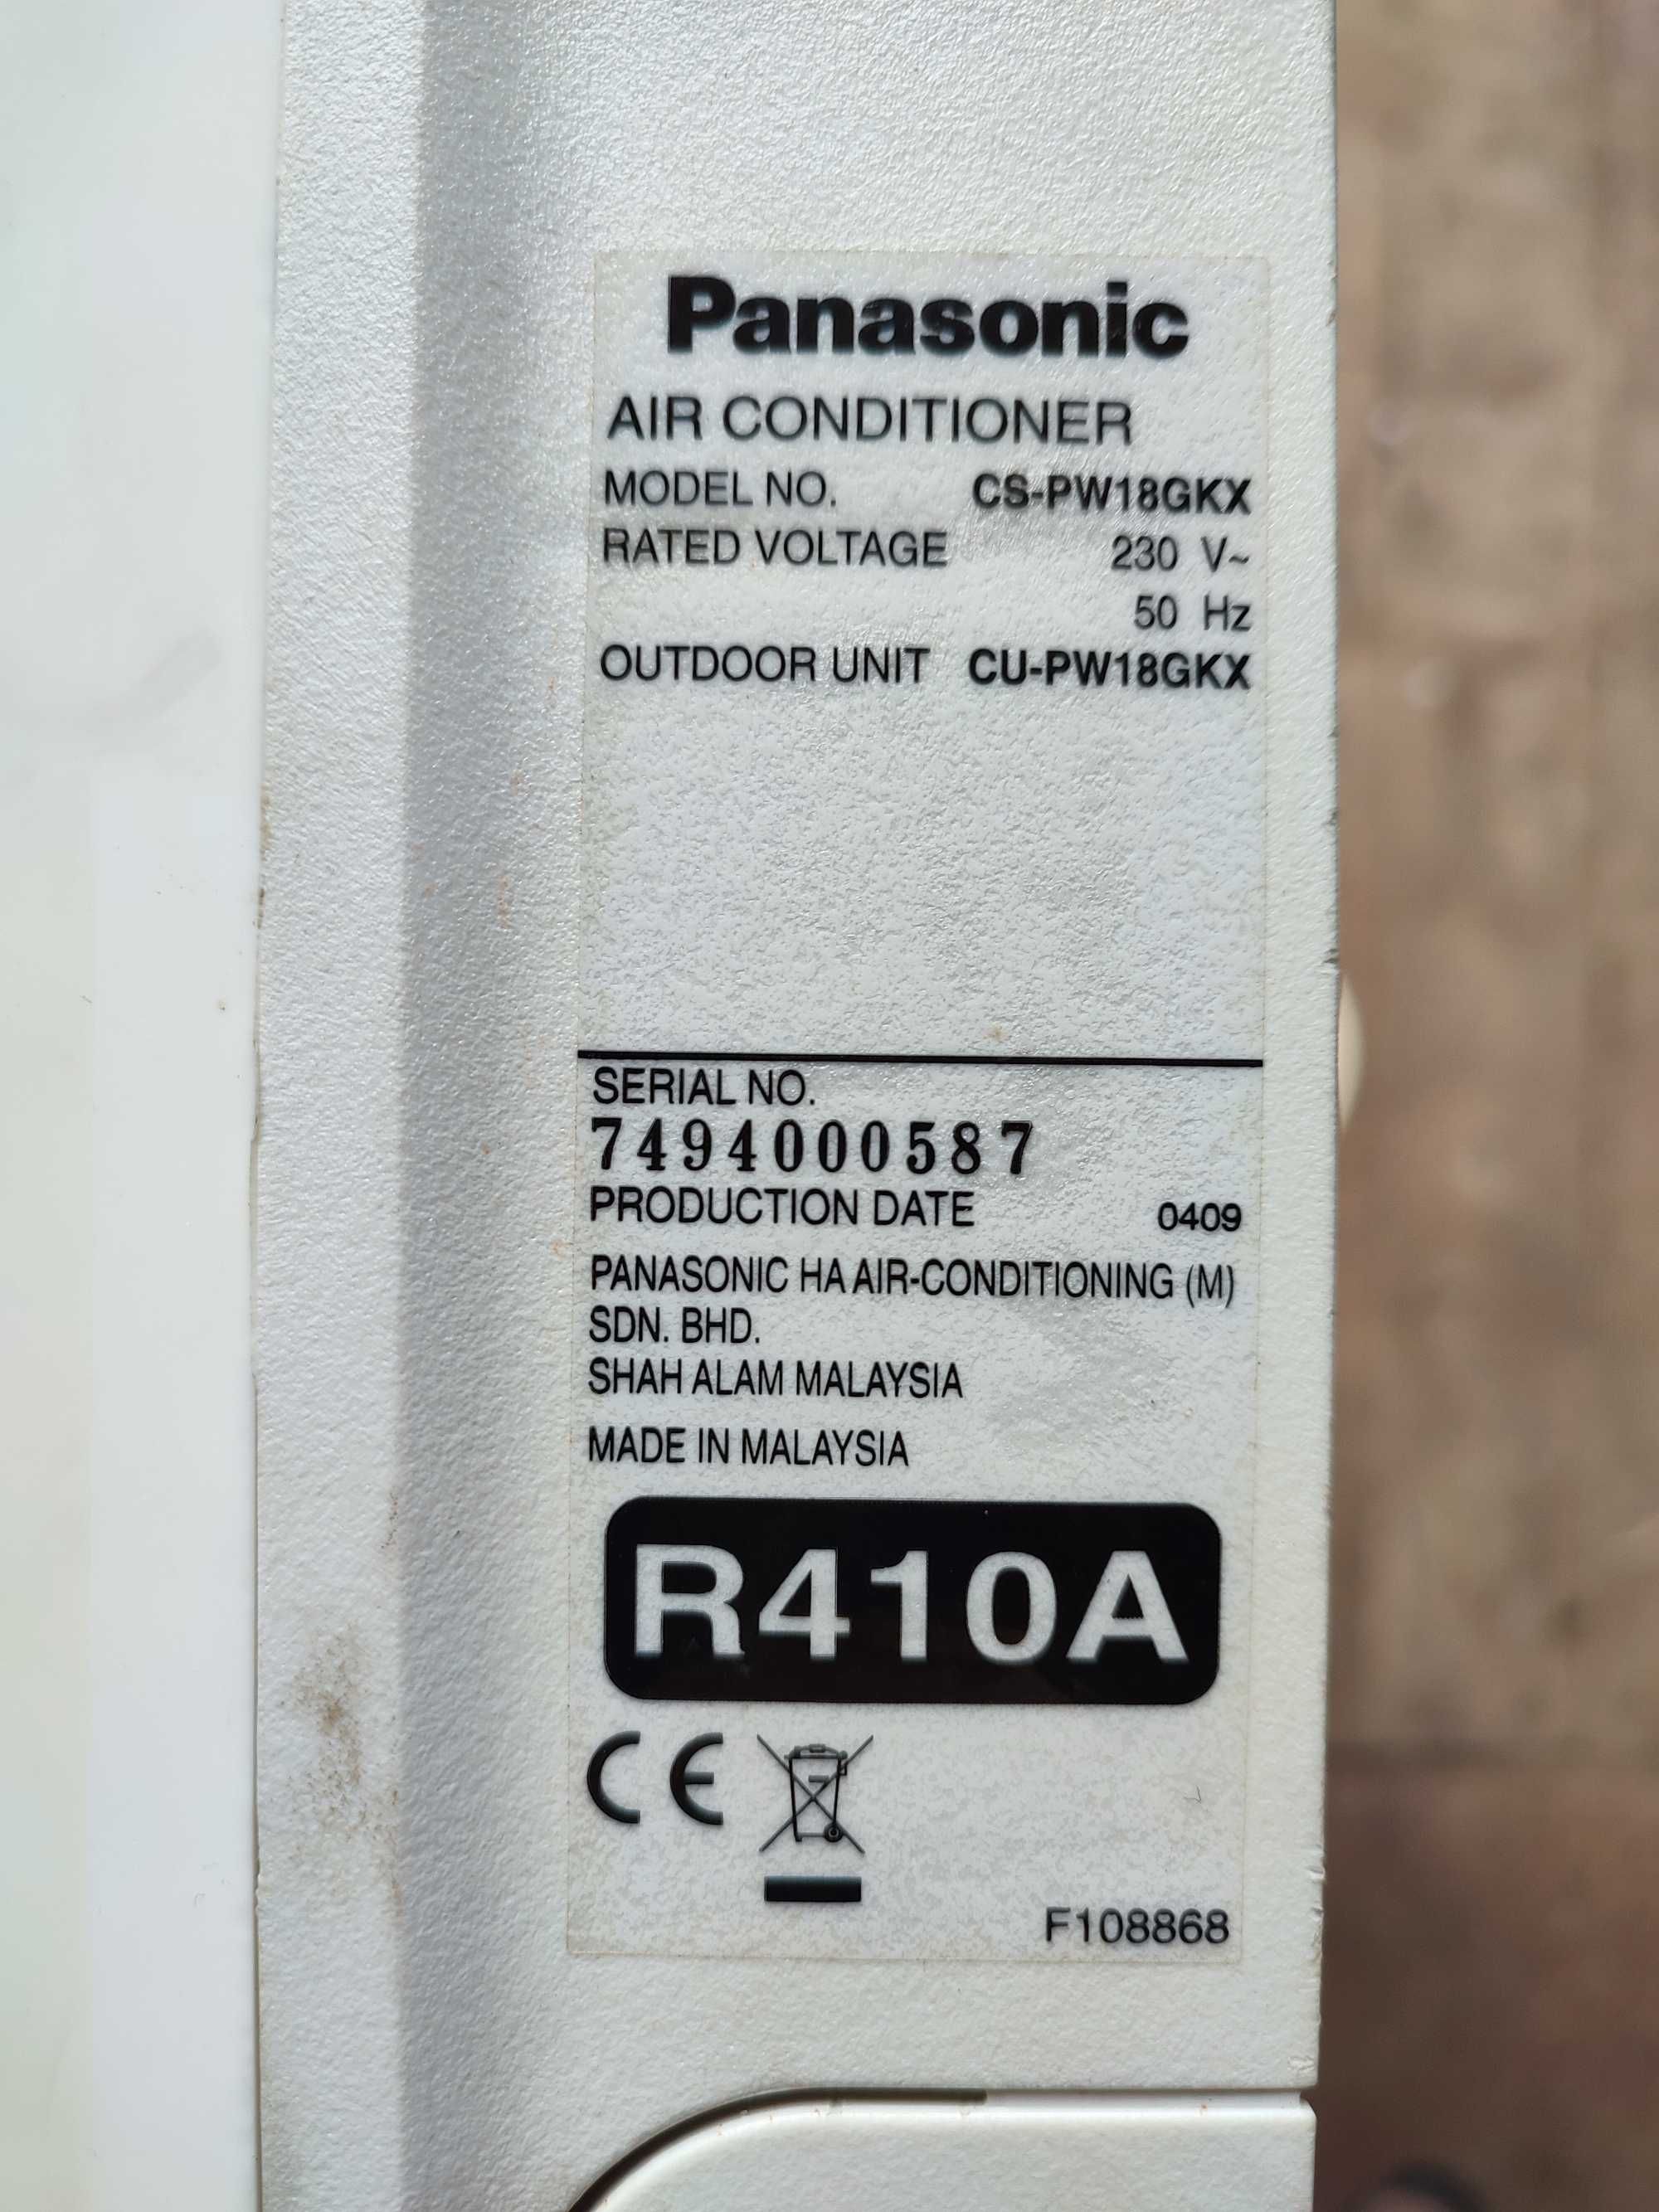 Panasonic
AIR CONDITIONER
MODEL NO. CS-PW18GKX
RATED VOLTAGE 230 V~
50 Hz
OUTDOOR UNIT CU-PW18GKX
SERIAL NO.
7494000587
PRODUCTION DATE 0409
PANASONIC HA AIR-CONDITIONING (M)
SDN. BHD.
SHAH ALAM MALAYSIA
MADE IN MALAYSIA
R410A
CE
F108868